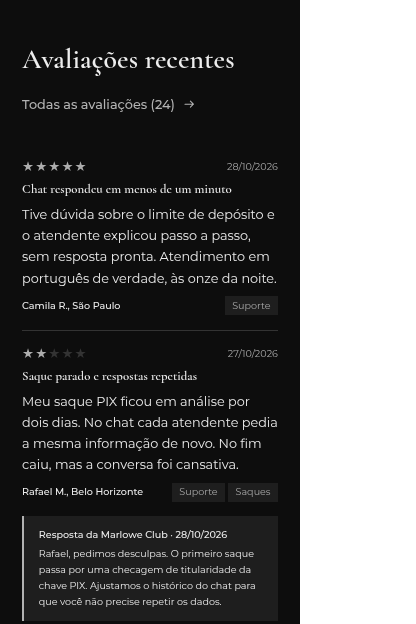 Avaliações recentes
Todas as avaliações (24) →
★★★★★ 28/10/2026
Chat respondeu em menos de um minuto
Tive dúvida sobre o limite de depósito e
o atendente explicou passo a passo,
sem resposta pronta. Atendimento em
português de verdade, às onze da noite.
Camila R., São Paulo Suporte
★★★★★ 27/10/2026
Saque parado e respostas repetidas
Meu saque PIX ficou em análise por
dois dias. No chat cada atendente pedia
a mesma informação de novo. No fim
caiu, mas a conversa foi cansativa.
Rafael M., Belo Horizonte Suporte Saques
Resposta da Marlowe Club · 28/10/2026
Rafael, pedimos desculpas. O primeiro saque
passa por uma checagem de titularidade da
chave PIX. Ajustamos o histórico do chat para
que você não precise repetir os dados.